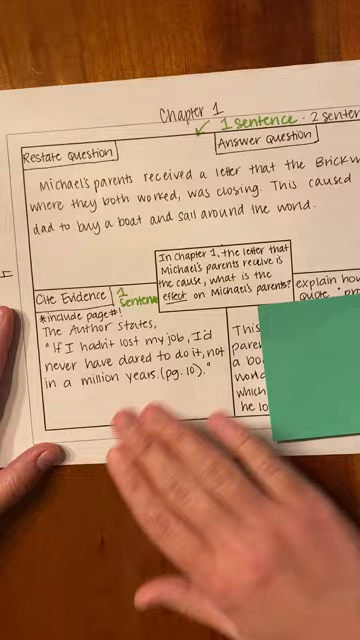 Chapter 1
1 sentence - 2 senten
Restate question
Answer question
Michael's parents received a letter that the Brickw
where they both worked, was closing. This caused
dad to buy a boat and sail around the world.
In Chapter 1, the letter that
Michael's parents receive is
the cause, what is the
effect on Michael's parents?
Cite Evidence
1
sentence
*include page#!
The Author States,
"If I hadn't lost my job, I'd
never have dared to do it, not
in a million years. (pg. 10)."
explain how
quote
This
paren
a bo
worl
which
he lo